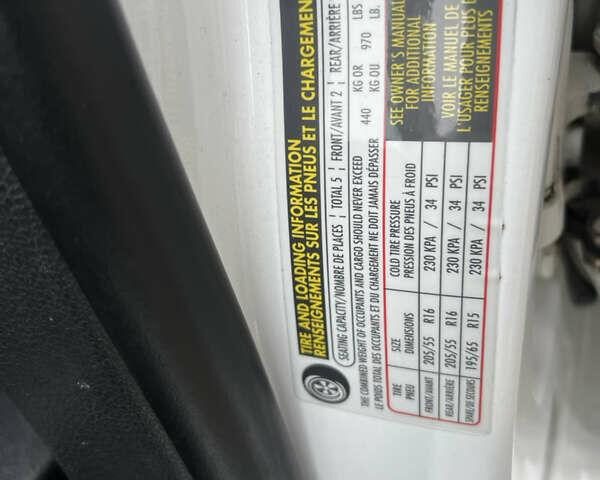 TIRE AND LOADING INFORMATION
RENSEIGNEMENTS SUR LES PNEUS ET LE CHARGEMENT
SEATING CAPACITY/NOMBRE DE PLACES ¦ TOTAL 5 ¦ FRONT/AVANT 2 ¦ REAR/ARRIÈRE
THE COMBINED WEIGHT OF OCCUPANTS AND CARGO SHOULD NEVER EXCEED 440 KG OR 970 LBS
LE POIDS TOTAL DES OCCUPANTS ET DU CHARGEMENT NE DOIT JAMAIS DÉPASSER KG OU LB.
TIRE SIZE COLD TIRE PRESSURE
PNEU DIMENSIONS PRESSION DES PNEUS À FROID
FRONT/AVANT 205/55 R16 230 KPA / 34 PSI
REAR/ARRIÈRE 205/55 R16 230 KPA / 34 PSI
SPARE/DE SECOURS 195/65 R15 230 KPA / 34 PSI
SEE OWNER'S MANUAL
FOR ADDITIONAL
INFORMATION
VOIR LE MANUEL DE
L'USAGER POUR PLUS
RENSEIGNEMENTS